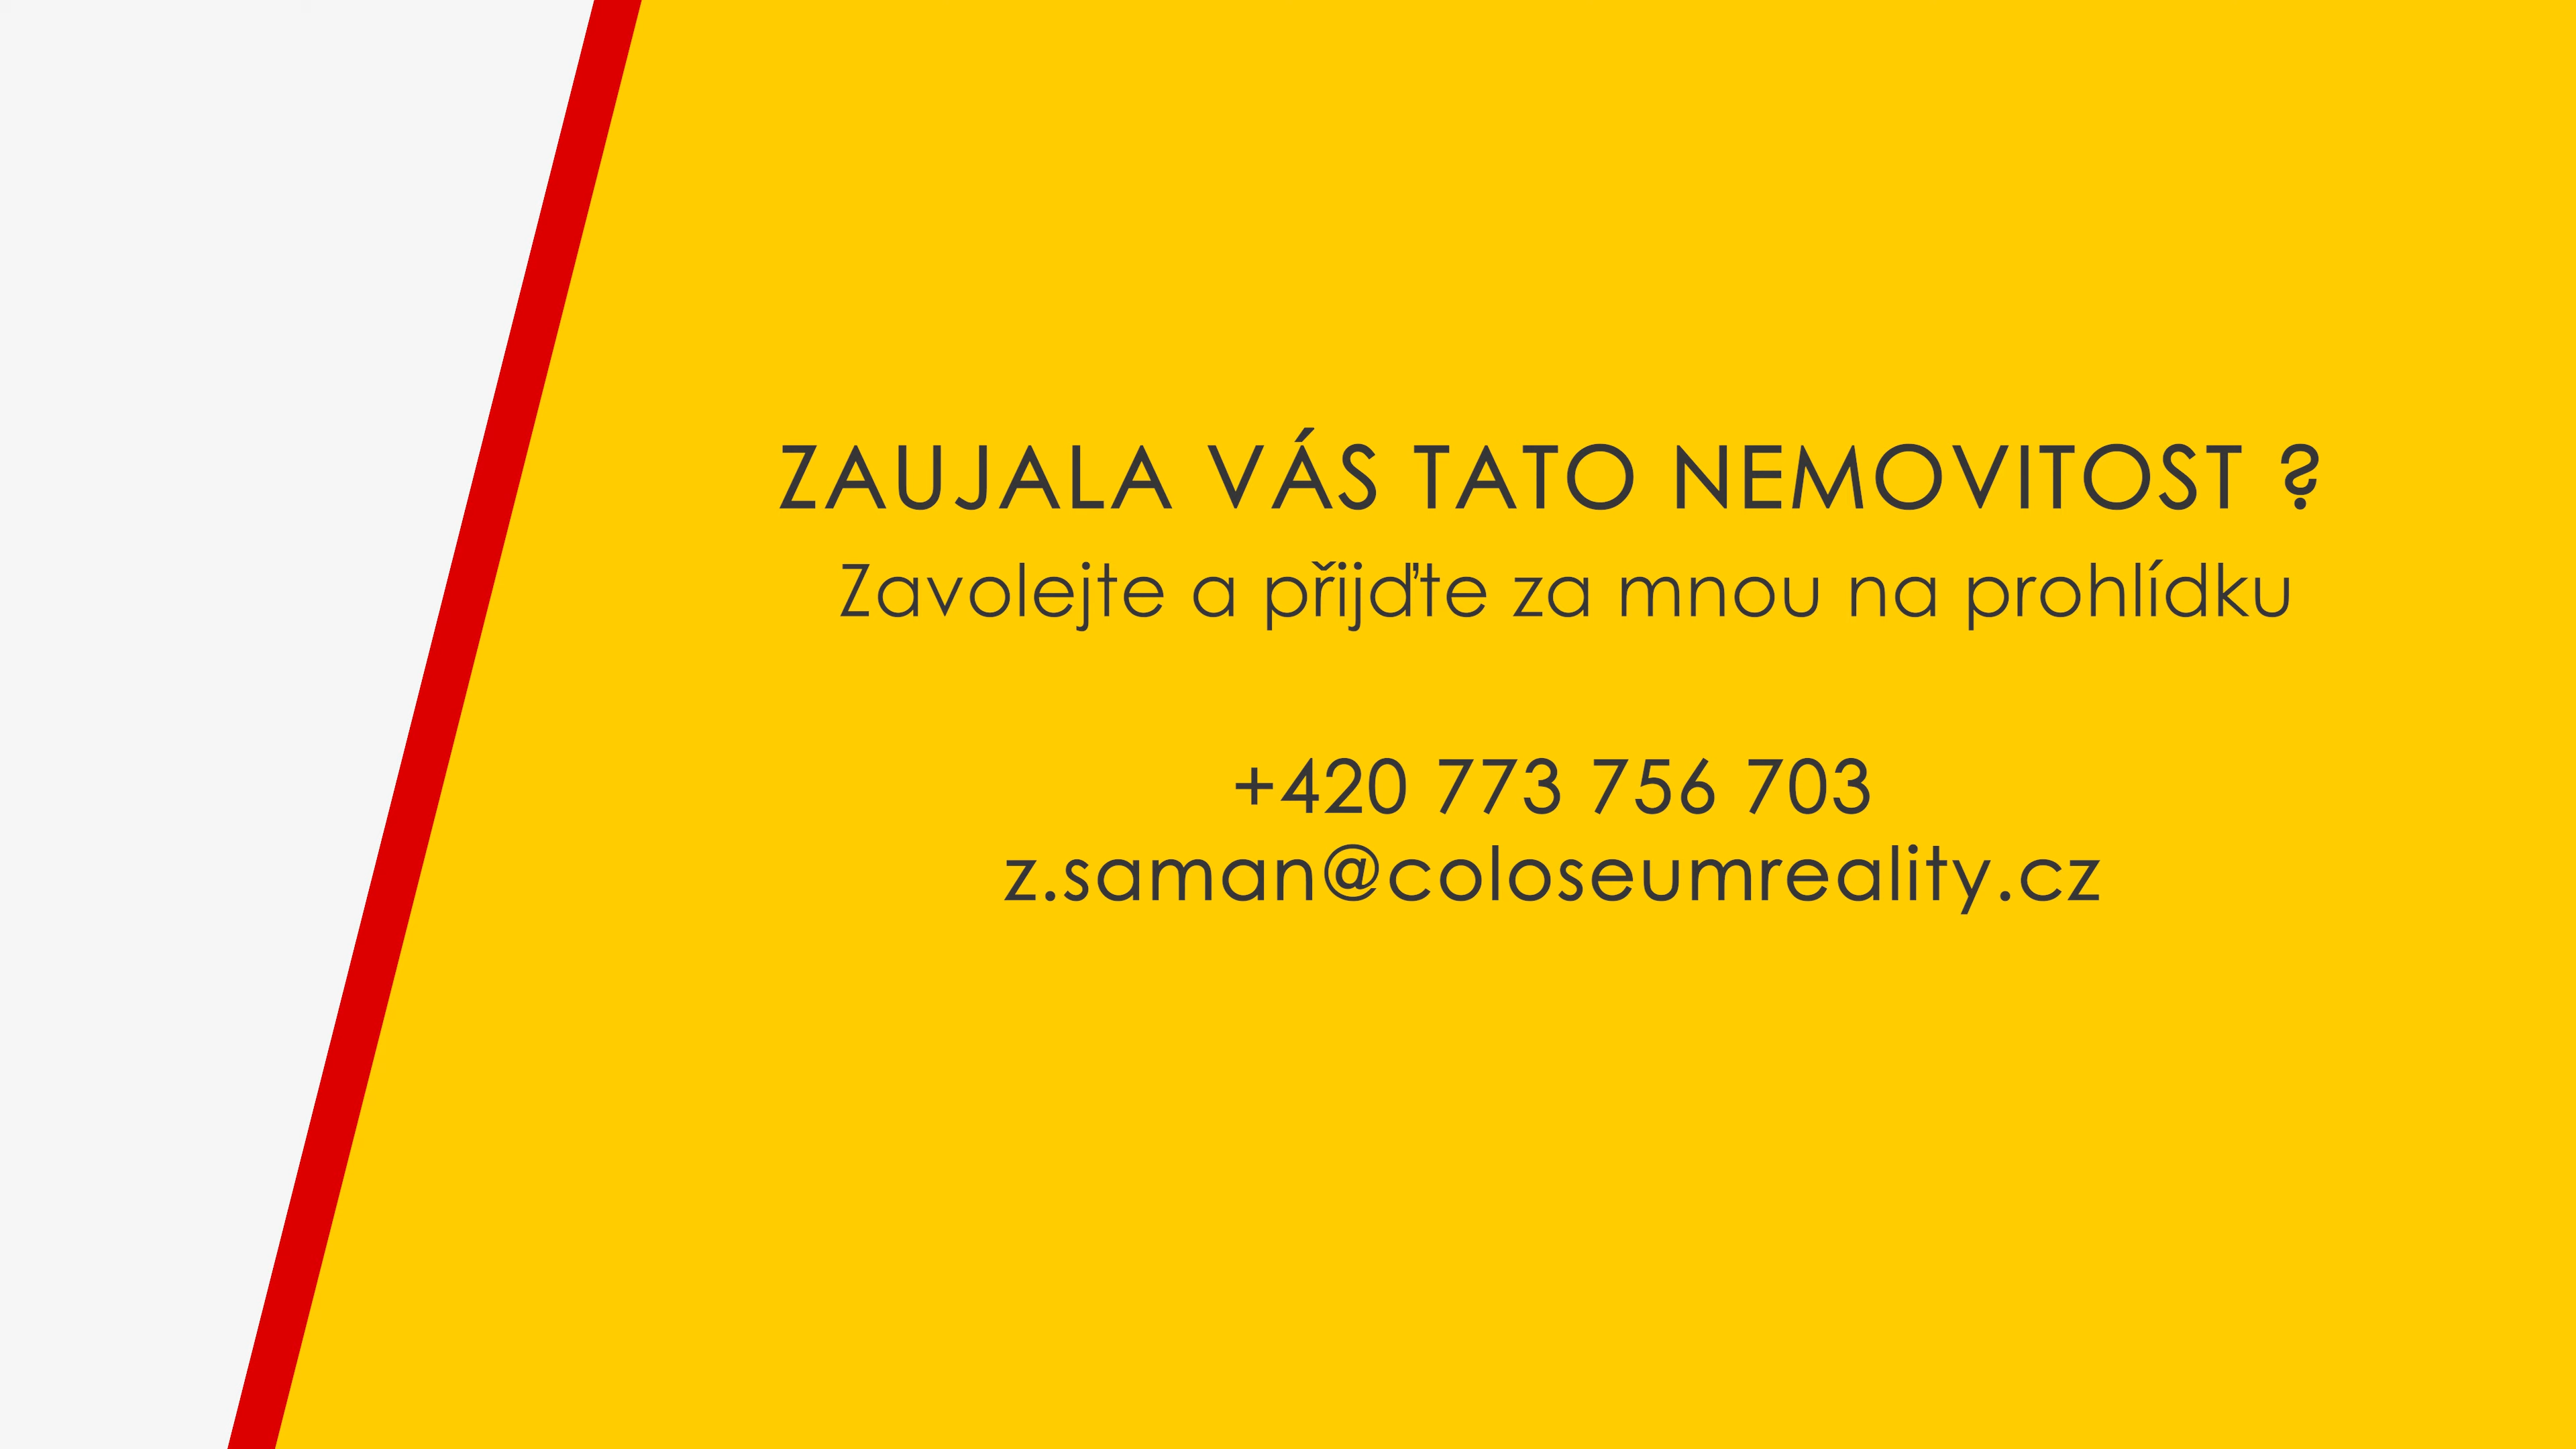 ZAUJALA VÁS TATO NEMOVITOST ?
Zavolejte a přijďte za mnou na prohlídku
+420 773 756 703
z.saman@coloseumreality.cz